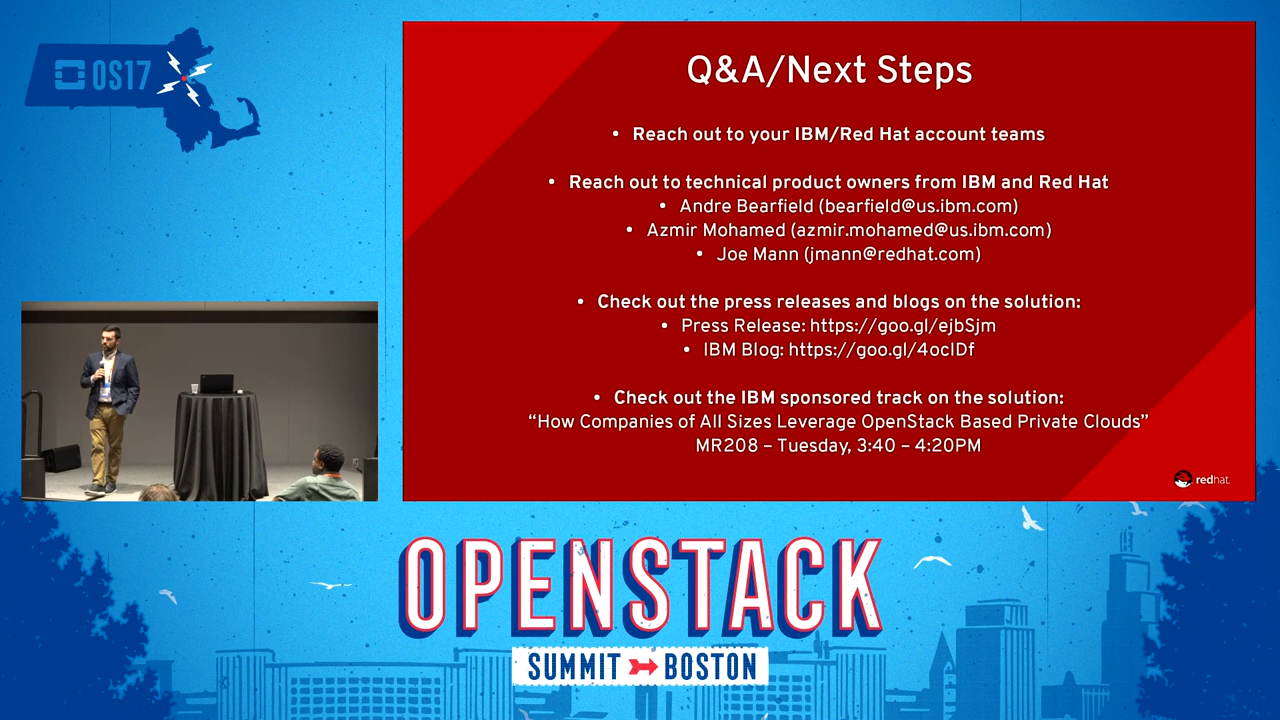 OS17
Q&A/Next Steps
• Reach out to your IBM/Red Hat account teams
• Reach out to technical product owners from IBM and Red Hat
• Andre Bearfield (bearfield@us.ibm.com)
• Azmir Mohamed (azmir.mohamed@us.ibm.com)
• Joe Mann (jmann@redhat.com)
• Check out the press releases and blogs on the solution:
• Press Release: https://goo.gl/ejbSjm
• IBM Blog: https://goo.gl/4ocIDf
• Check out the IBM sponsored track on the solution:
“How Companies of All Sizes Leverage OpenStack Based Private Clouds”
MR208 – Tuesday, 3:40 – 4:20PM
redhat.
OPENSTACK
SUMMIT BOSTON